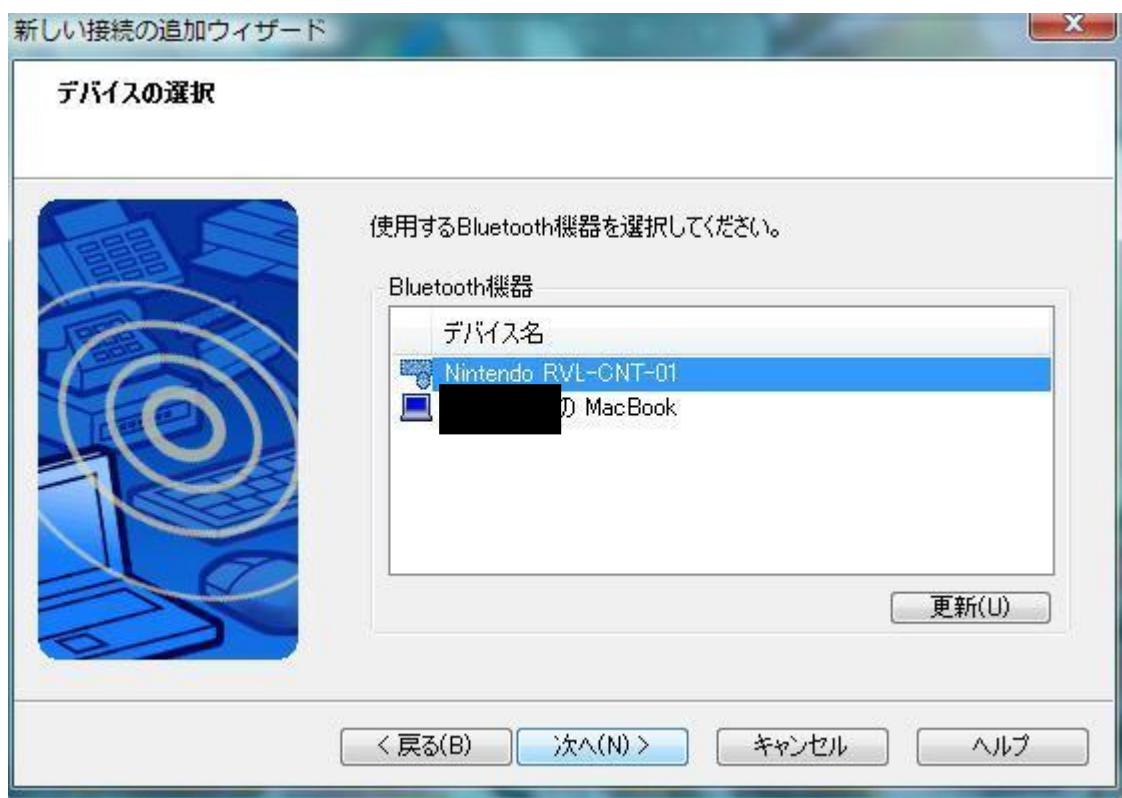 新しい接続の追加ウィザード
デバイスの選択
使用するBluetooth機器を選択してください。
Bluetooth機器
デバイス名
Nintendo RVL-CNT-01
の MacBook
更新(U)
< 戻る(B)
次へ(N) >
キャンセル
ヘルプ